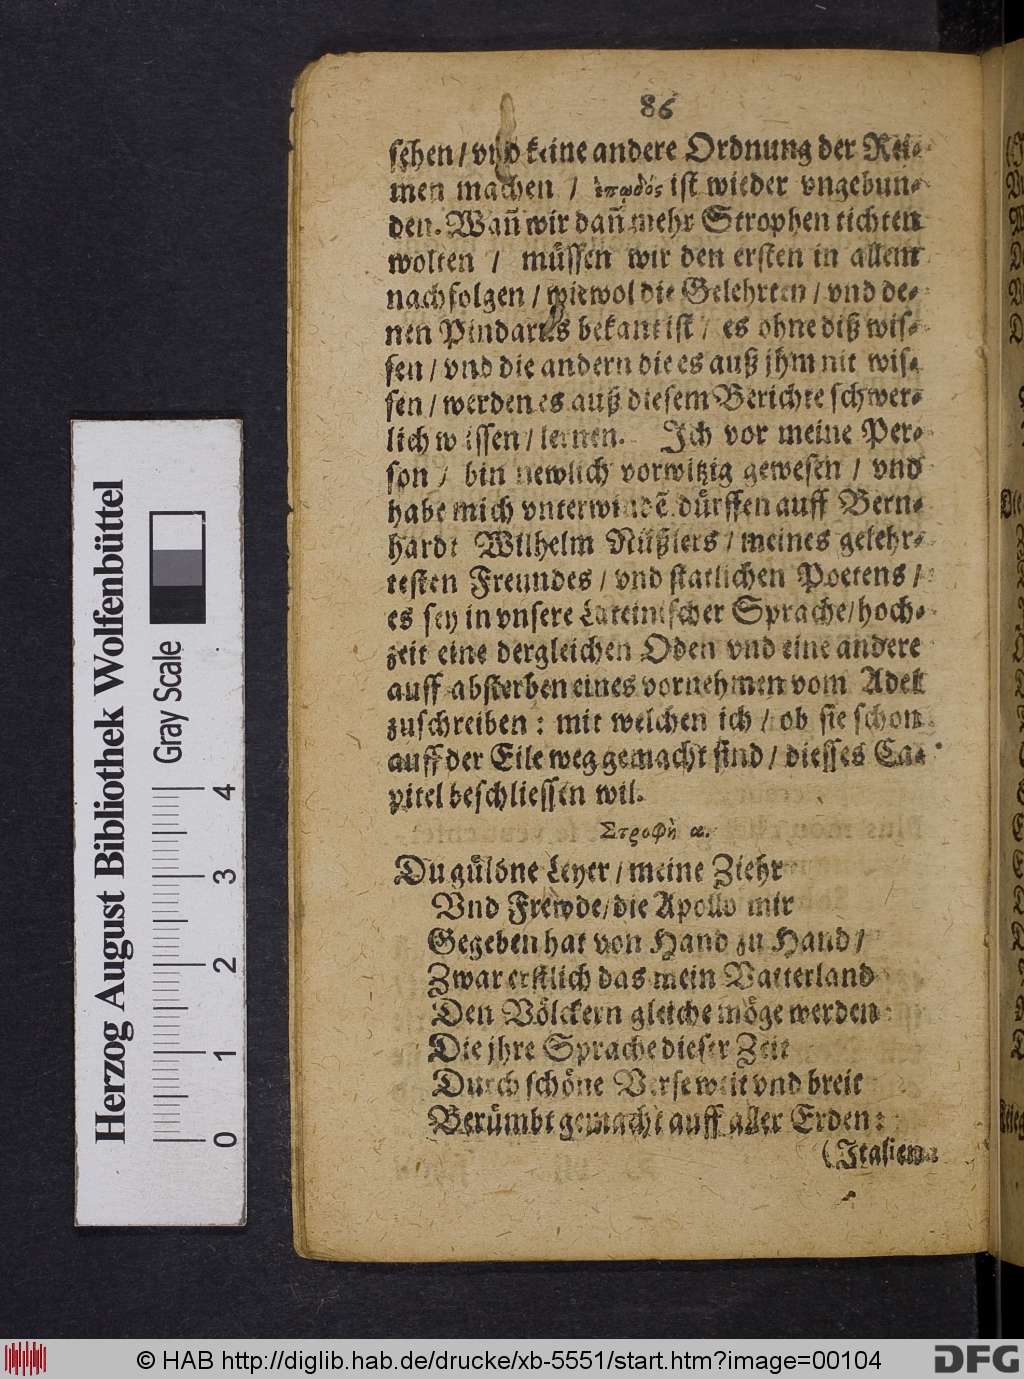 86
sehen / vnd keine andere Ordnung der Rei-
men machen / ἐπῳδὸς ist wieder vngebun-
den. Wañ wir dañ mehr Strophen tichten
wolten / müssen wir den ersten in allem
nachfolgen / wiewol die Gelehrten / vnd de-
nen Pindarus bekant ist / es ohne diß wis-
sen / vnd die andern die es auß jhm nit wis-
sen / werden es auß diesem Berichte schwer-
lich wissen / lernen. Ich vor meine Per-
son / bin newlich vorwitzig gewesen / vnd
habe mich vnterwindẽ dürffen auff Bern-
hardt Wilhelm Nüßlers / meines gelehr-
testen Freundes / vnd statlichen Poetens /
es sey in vnsere Lateinischer Sprache / hoch-
zeit eine dergleichen Oden vnd eine andere
auff absterben eines vornehmen vom Adel
zuschreiben : mit welchen ich / ob sie schon
auff der Eile weg gemacht sind / diesses Ca-
pitel beschliessen wil.
Στροφὴ α.
Du güldne Leyer / meine Ziehr
Vnd Frewde / die Apollo mir
Gegeben hat von Hand zu Hand /
Zwar erstlich das mein Vatterland
Den Völckern gleiche möge werden
Die jhre Sprache dieser Zeit
Durch schöne Verse weit vnd breit
Berümbt gemacht auff aller Erden :
(Italien
Herzog August Bibliothek Wolfenbüttel
Gray Scale
0 1 2 3 4
© HAB http://diglib.hab.de/drucke/xb-5551/start.htm?image=00104
DFG